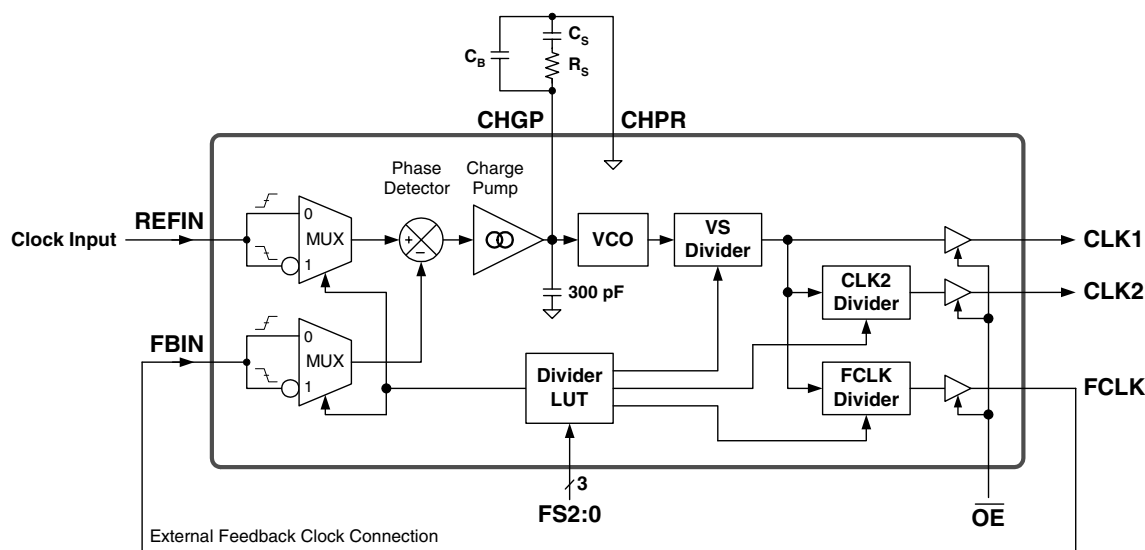 C_S
C_B
R_S
CHGP
CHPR
Phase
Detector
Charge
Pump
REFIN
Clock Input
0
MUX
1
+
−
VCO
VS
Divider
CLK1
300 pF
CLK2
Divider
CLK2
FBIN
0
MUX
1
Divider
LUT
FCLK
Divider
FCLK
3
FS2:0
OE
External Feedback Clock Connection